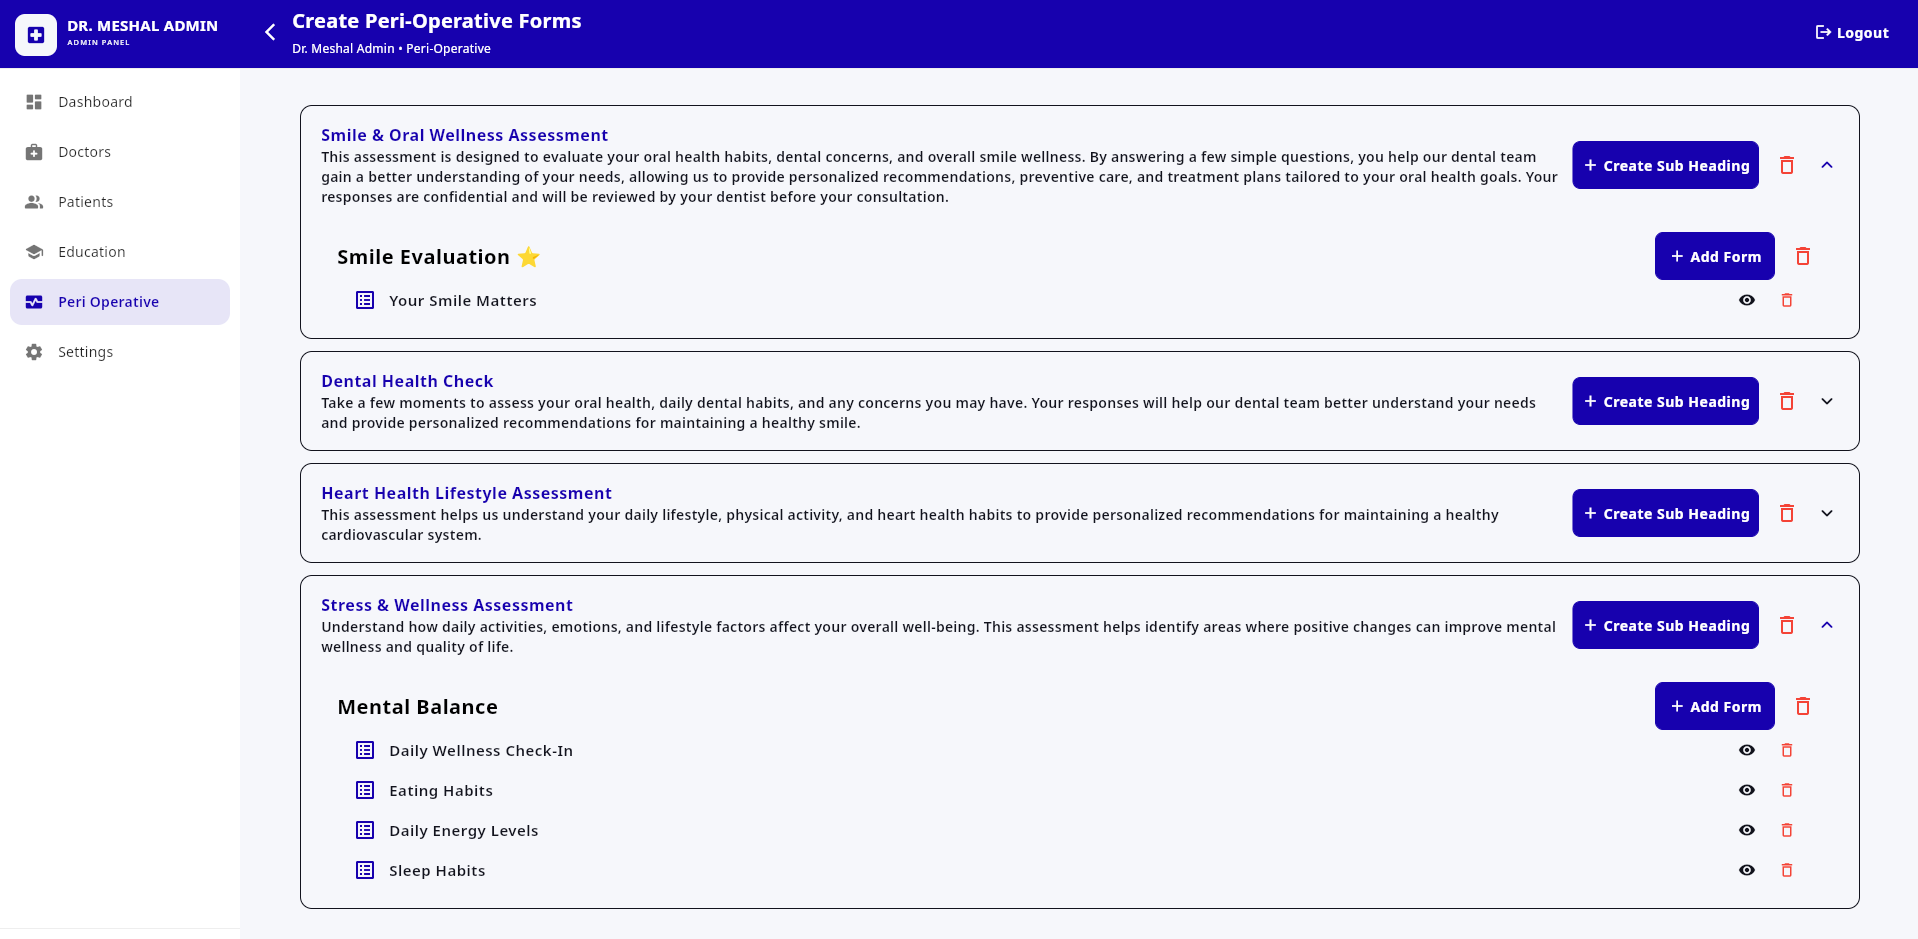 DR. MESHAL ADMIN
ADMIN PANEL
Create Peri-Operative Forms
Dr. Meshal Admin • Peri-Operative
Logout
Dashboard
Doctors
Patients
Education
Peri Operative
Settings
Smile & Oral Wellness Assessment
This assessment is designed to evaluate your oral health habits, dental concerns, and overall smile wellness. By answering a few simple questions, you help our dental team
gain a better understanding of your needs, allowing us to provide personalized recommendations, preventive care, and treatment plans tailored to your oral health goals. Your
responses are confidential and will be reviewed by your dentist before your consultation.
+ Create Sub Heading
Smile Evaluation ⭐
+ Add Form
Your Smile Matters
Dental Health Check
Take a few moments to assess your oral health, daily dental habits, and any concerns you may have. Your responses will help our dental team better understand your needs
and provide personalized recommendations for maintaining a healthy smile.
+ Create Sub Heading
Heart Health Lifestyle Assessment
This assessment helps us understand your daily lifestyle, physical activity, and heart health habits to provide personalized recommendations for maintaining a healthy
cardiovascular system.
+ Create Sub Heading
Stress & Wellness Assessment
Understand how daily activities, emotions, and lifestyle factors affect your overall well-being. This assessment helps identify areas where positive changes can improve mental
wellness and quality of life.
+ Create Sub Heading
Mental Balance
+ Add Form
Daily Wellness Check-In
Eating Habits
Daily Energy Levels
Sleep Habits